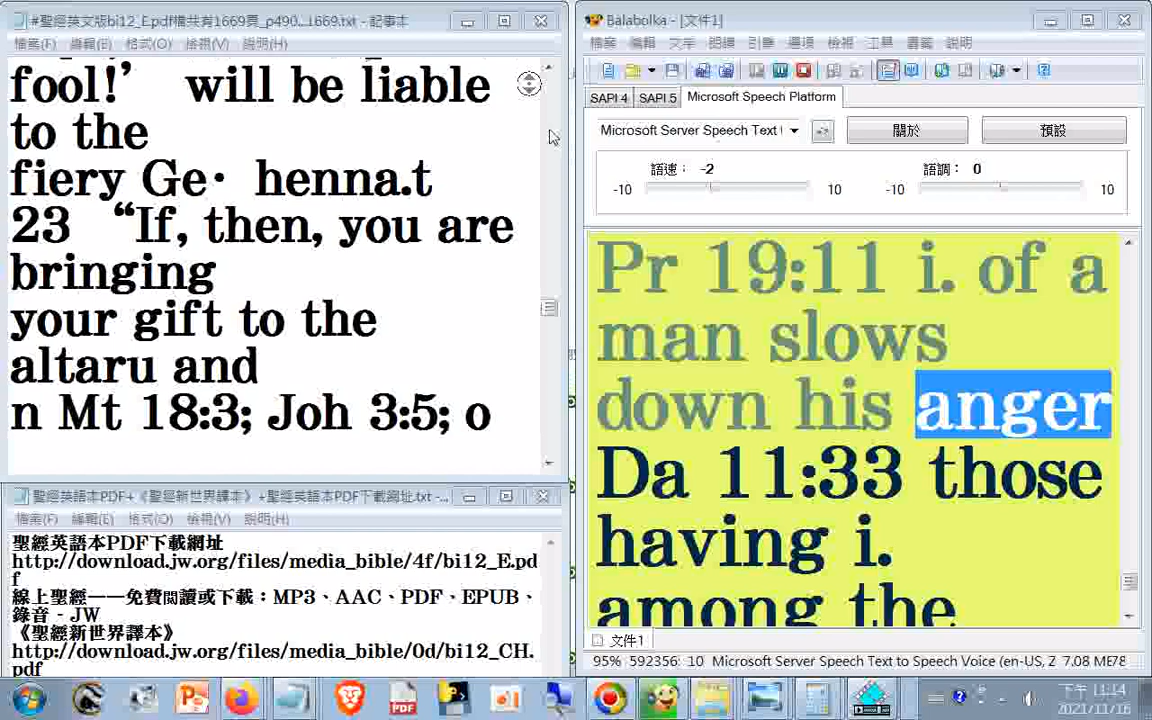 #聖經英文版bi12_E.pdf檔共有1669頁_p490...1669.txt - 記事本
檔案(F) 編輯(E) 格式(O) 檢視(V) 說明(H)
fool!’ will be liable
to the
fiery Ge· henna.t
23 “If, then, you are
bringing
your gift to the
altaru and
n Mt 18:3; Joh 3:5; o
聖經英語本PDF+《聖經新世界譯本》+聖經英語本PDF下載網址.txt - ...
檔案(F) 編輯(E) 格式(O) 檢視(V) 說明(H)
聖經英語本PDF下載網址
http://download.jw.org/files/media_bible/4f/bi12_E.pd
f
線上聖經——免費閱讀或下載：MP3、AAC、PDF、EPUB、
錄音 - JW
《聖經新世界譯本》
http://download.jw.org/files/media_bible/0d/bi12_CH.
pdf
Balabolka - [文件1]
檔案 編輯 文字 朗讀 引擎 選項 檢視 工具 書籤 說明
SAPI 4 SAPI 5 Microsoft Speech Platform
Microsoft Server Speech Text 關於 預設
語速： -2 語調： 0
-10 10 -10 10
Pr 19:11 i. of a
man slows
down his anger
Da 11:33 those
having i.
among the
文件1
95% 592356: 10 Microsoft Server Speech Text to Speech Voice (en-US, Z 7.08 ME78
PDF
下午 11:14
2021/11/16